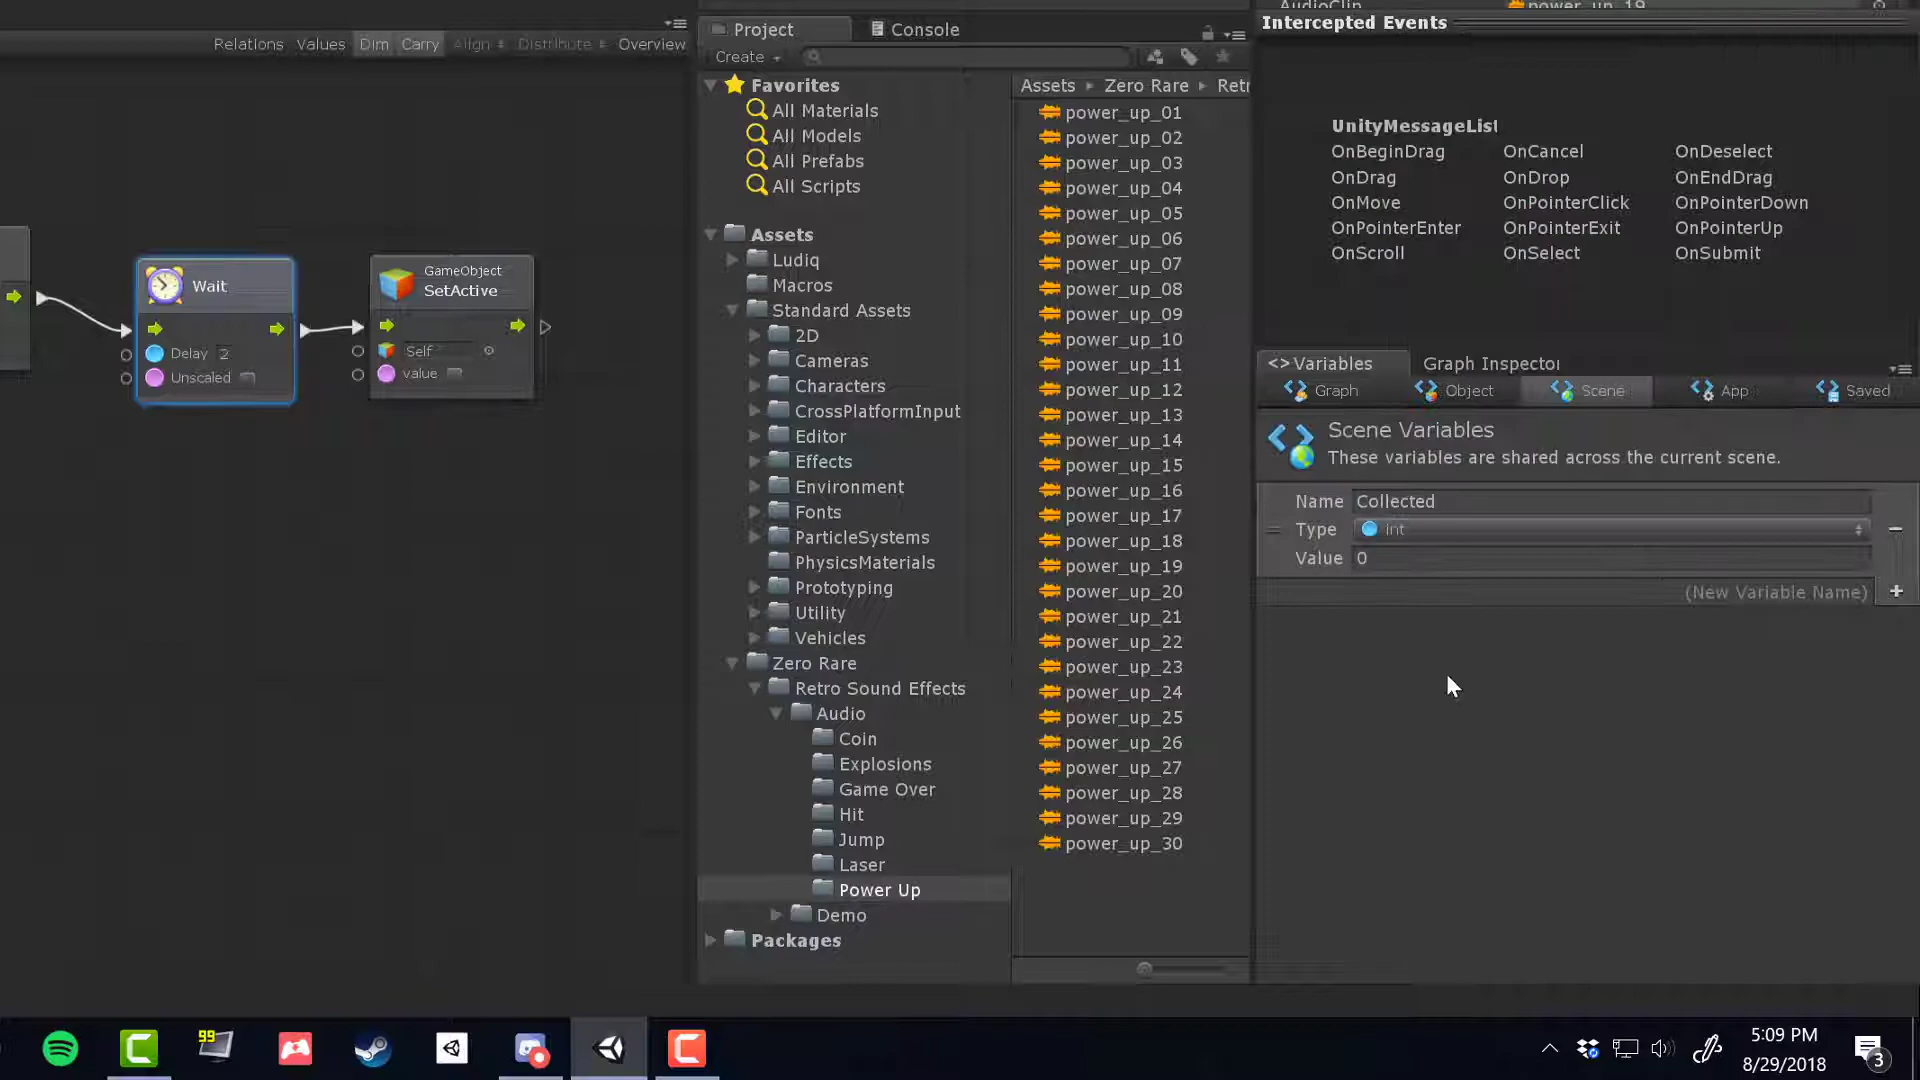 AudioClip power_up_19
Intercepted Events
Relations Values Dim Carry Align Distribute Overview
Project Console
Create
Favorites
All Materials
All Models
All Prefabs
All Scripts
Assets
Ludiq
Macros
Standard Assets
2D
Cameras
Characters
CrossPlatformInput
Editor
Effects
Environment
Fonts
ParticleSystems
PhysicsMaterials
Prototyping
Utility
Vehicles
Zero Rare
Retro Sound Effects
Audio
Coin
Explosions
Game Over
Hit
Jump
Laser
Power Up
Demo
Packages
Assets Zero Rare Retr
power_up_01
power_up_02
power_up_03
power_up_04
power_up_05
power_up_06
power_up_07
power_up_08
power_up_09
power_up_10
power_up_11
power_up_12
power_up_13
power_up_14
power_up_15
power_up_16
power_up_17
power_up_18
power_up_19
power_up_20
power_up_21
power_up_22
power_up_23
power_up_24
power_up_25
power_up_26
power_up_27
power_up_28
power_up_29
power_up_30
Wait
Delay 2
Unscaled
GameObject
SetActive
Self
value
UnityMessageList
OnBeginDrag OnCancel OnDeselect
OnDrag OnDrop OnEndDrag
OnMove OnPointerClick OnPointerDown
OnPointerEnter OnPointerExit OnPointerUp
OnScroll OnSelect OnSubmit
<> Variables Graph Inspector
Graph Object Scene App Saved
Scene Variables
These variables are shared across the current scene.
Name Collected
Type int
Value 0
(New Variable Name)
99
5:09 PM
8/29/2018
3